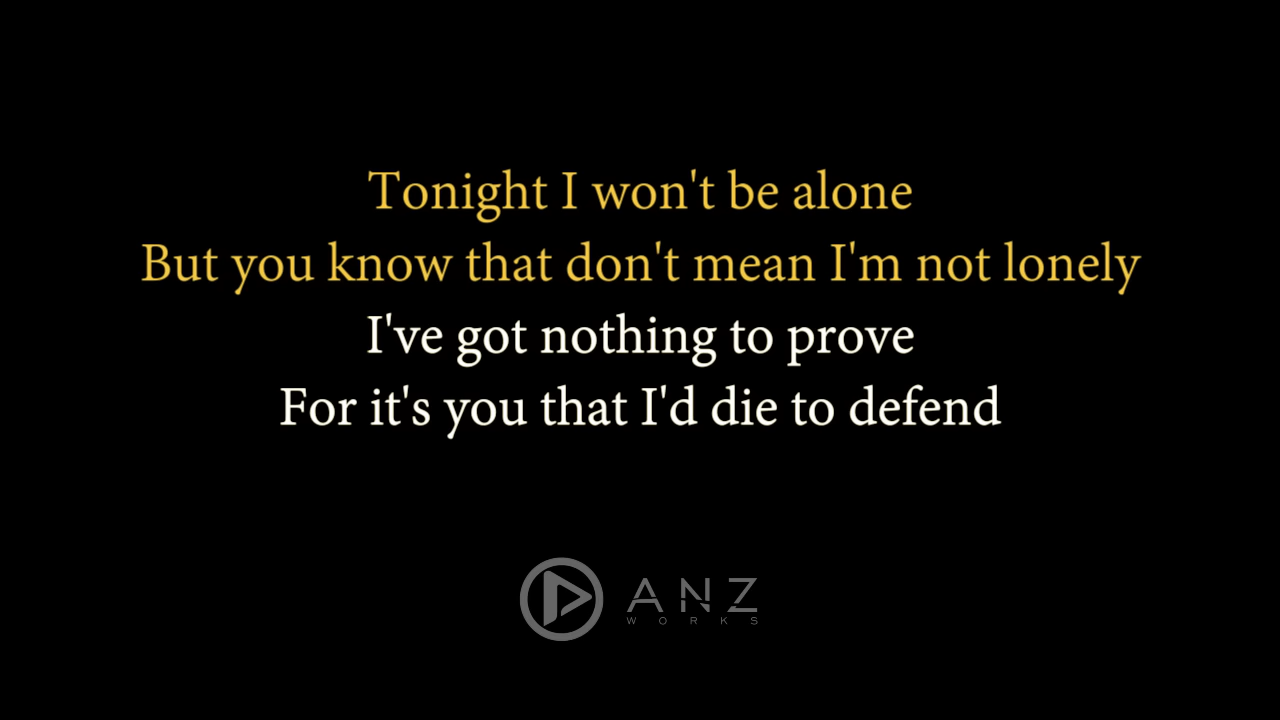 Tonight I won't be alone
But you know that don't mean I'm not lonely
I've got nothing to prove
For it's you that I'd die to defend
ANZ
WORKS